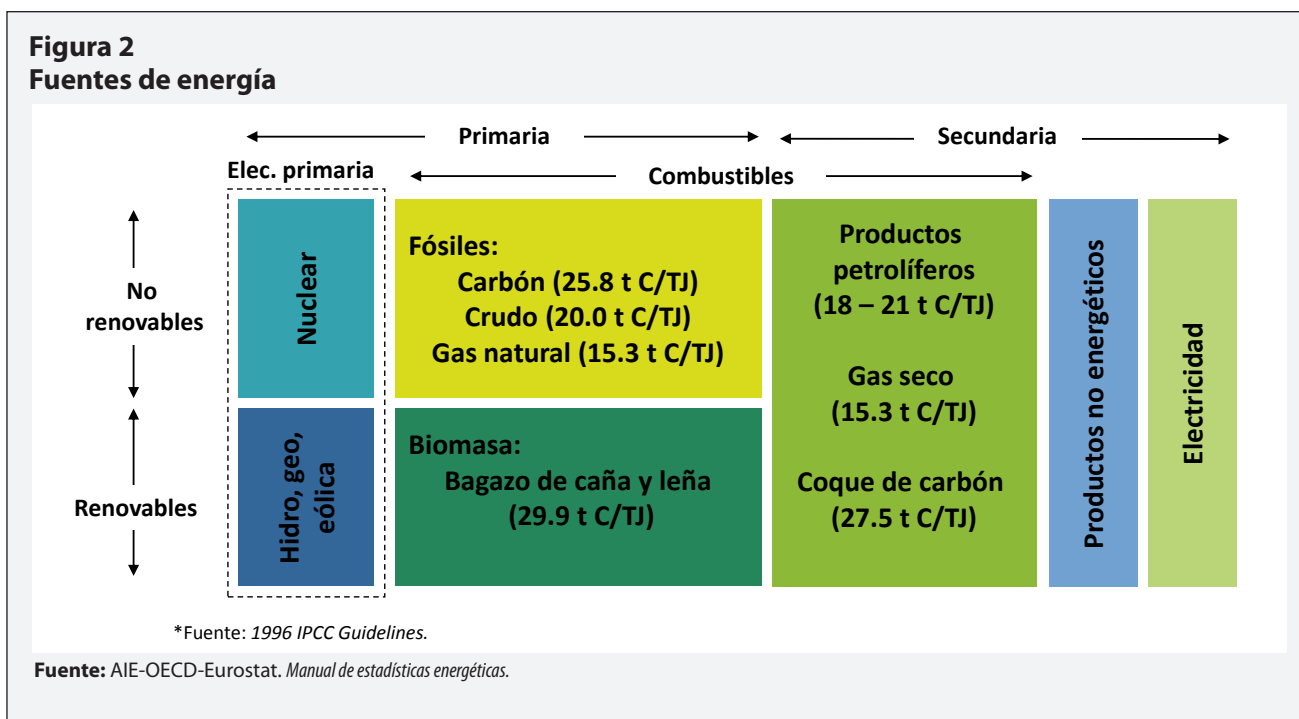 Figura 2
Fuentes de energía
Primaria
Secundaria
Elec. primaria
Combustibles
No
renovables
Renovables
Nuclear
Hidro, geo,
eólica
Fósiles:
Carbón (25.8 t C/TJ)
Crudo (20.0 t C/TJ)
Gas natural (15.3 t C/TJ)
Biomasa:
Bagazo de caña y leña
(29.9 t C/TJ)
Productos
petrolíferos
(18 – 21 t C/TJ)
Gas seco
(15.3 t C/TJ)
Coque de carbón
(27.5 t C/TJ)
Productos no energéticos
Electricidad
*Fuente: 1996 IPCC Guidelines.
Fuente: AIE-OECD-Eurostat. Manual de estadísticas energéticas.